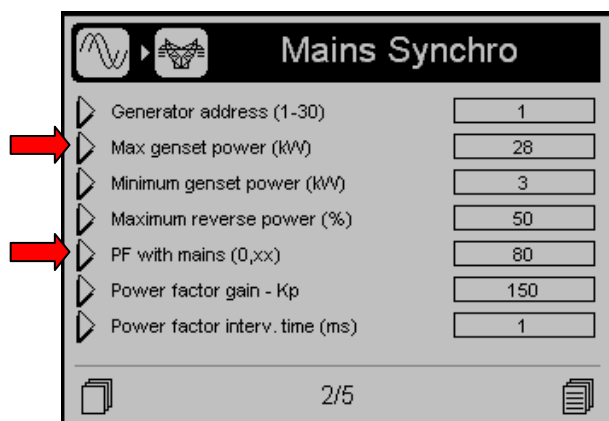 Mains Synchro
Generator address (1-30) 1
Max genset power (kW) 28
Minimum genset power (kW) 3
Maximum reverse power (%) 50
PF with mains (0,xx) 80
Power factor gain - Kp 150
Power factor interv. time (ms) 1
2/5